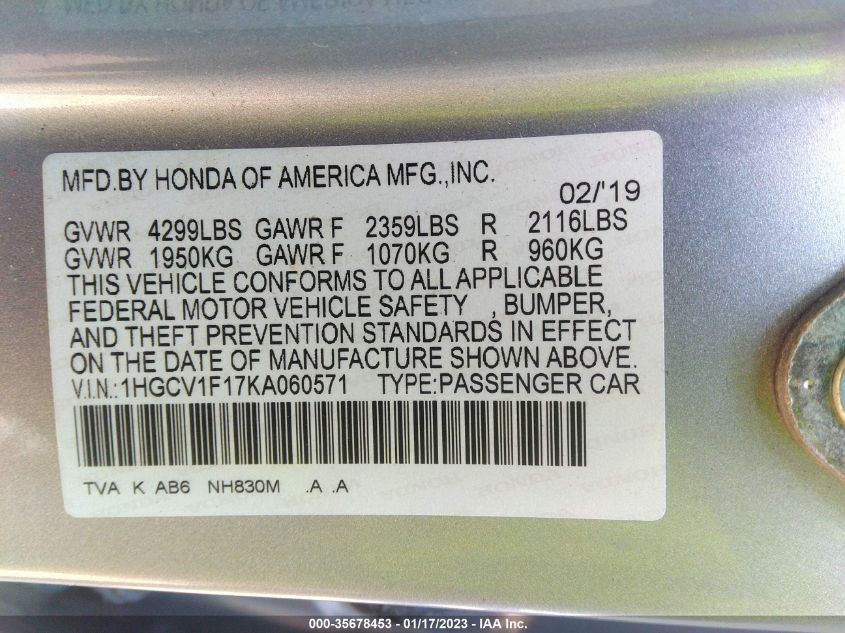 MFD.BY HONDA OF AMERICA MFG.,INC.
02/'19
GVWR 4299LBS GAWR F 2359LBS R 2116LBS
GVWR 1950KG GAWR F 1070KG R 960KG
THIS VEHICLE CONFORMS TO ALL APPLICABLE
FEDERAL MOTOR VEHICLE SAFETY , BUMPER,
AND THEFT PREVENTION STANDARDS IN EFFECT
ON THE DATE OF MANUFACTURE SHOWN ABOVE.
V.I.N.:1HGCV1F17KA060571 TYPE:PASSENGER CAR
TVA K AB6 NH830M .A .A
000-35678453 - 01/17/2023 - IAA Inc.